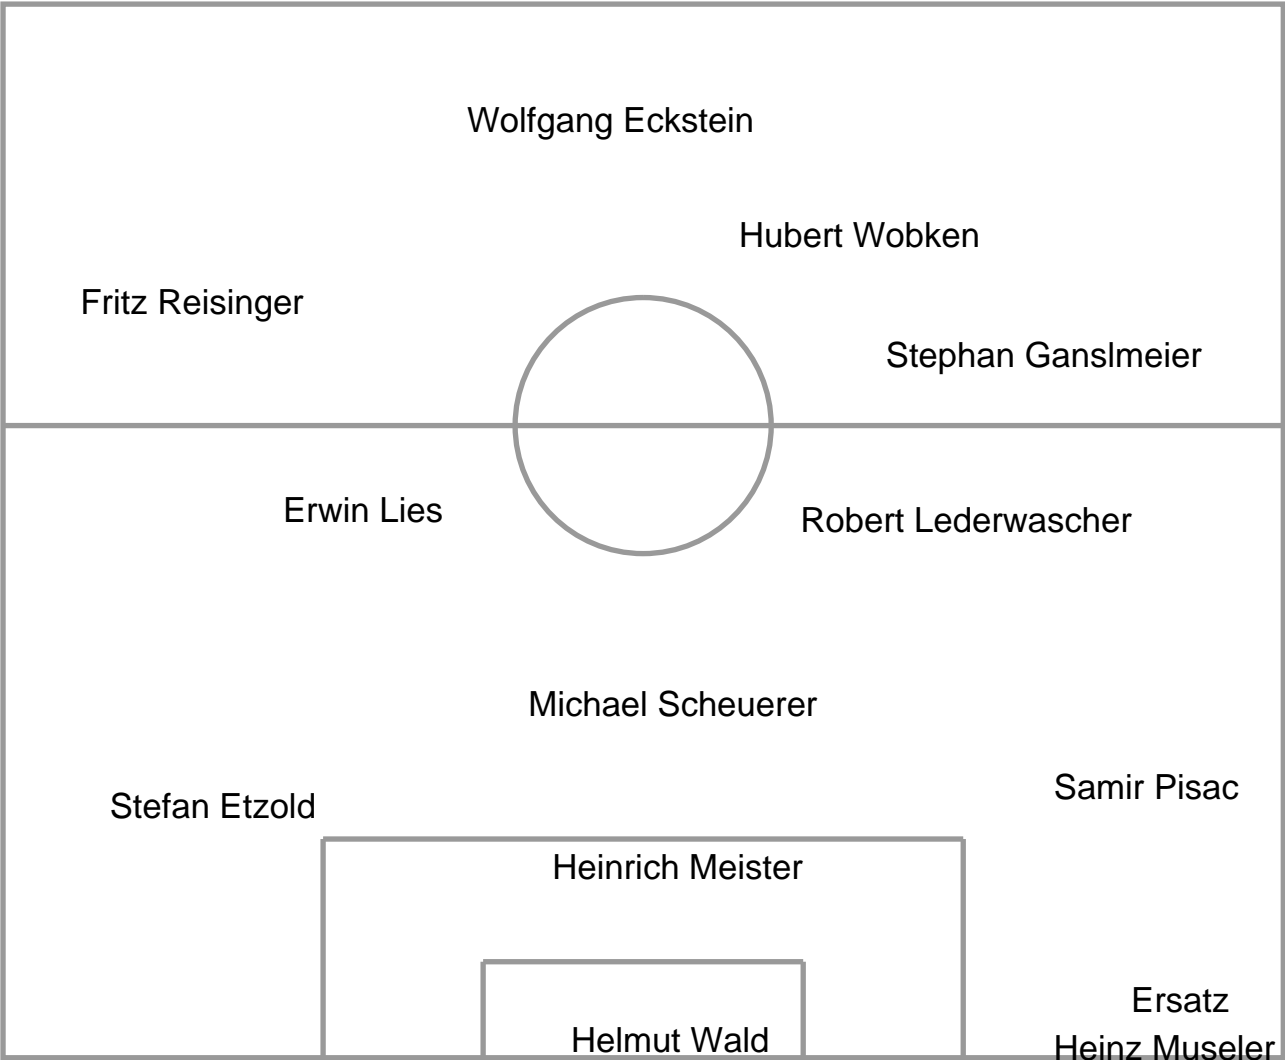 Wolfgang Eckstein
Hubert Wobken
Fritz Reisinger
Stephan Ganslmeier
Erwin Lies
Robert Lederwascher
Michael Scheuerer
Samir Pisac
Stefan Etzold
Heinrich Meister
Ersatz
Helmut Wald
Heinz Museler